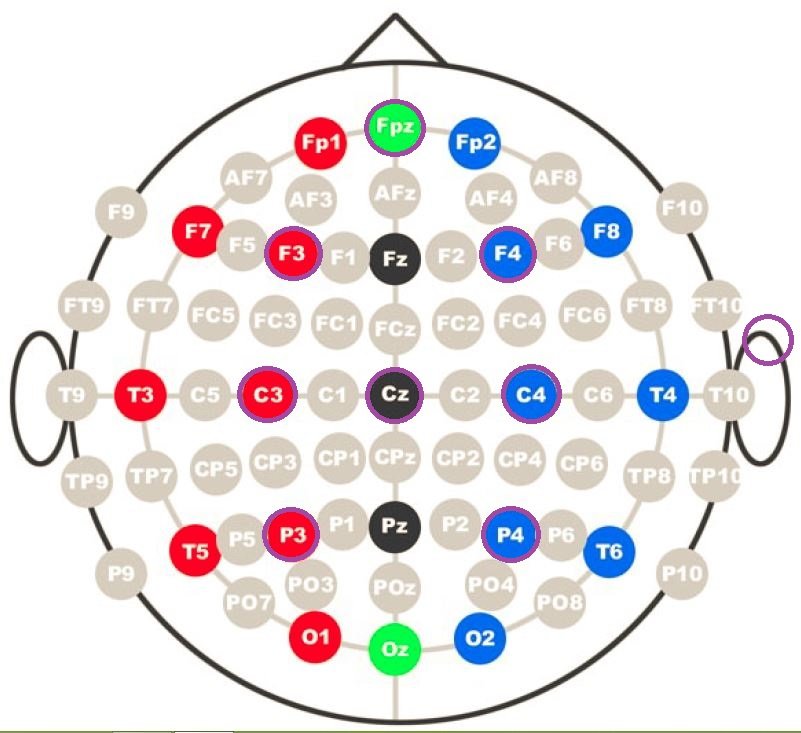 Fpz
Fp1 Fp2
AF7 AF3 AFz AF4 AF8
F9 F10
F7 F5 F3 F1 Fz F2 F4 F6 F8
FT9 FT7 FC5 FC3 FC1 FCz FC2 FC4 FC6 FT8 FT10
T9 T3 C5 C3 C1 Cz C2 C4 C6 T4 T10
TP9 TP7 CP5 CP3 CP1 CPz CP2 CP4 CP6 TP8 TP10
T5 P5 P3 P1 Pz P2 P4 P6 T6
P9 P10
PO7 PO3 POz PO4 PO8
O1 Oz O2